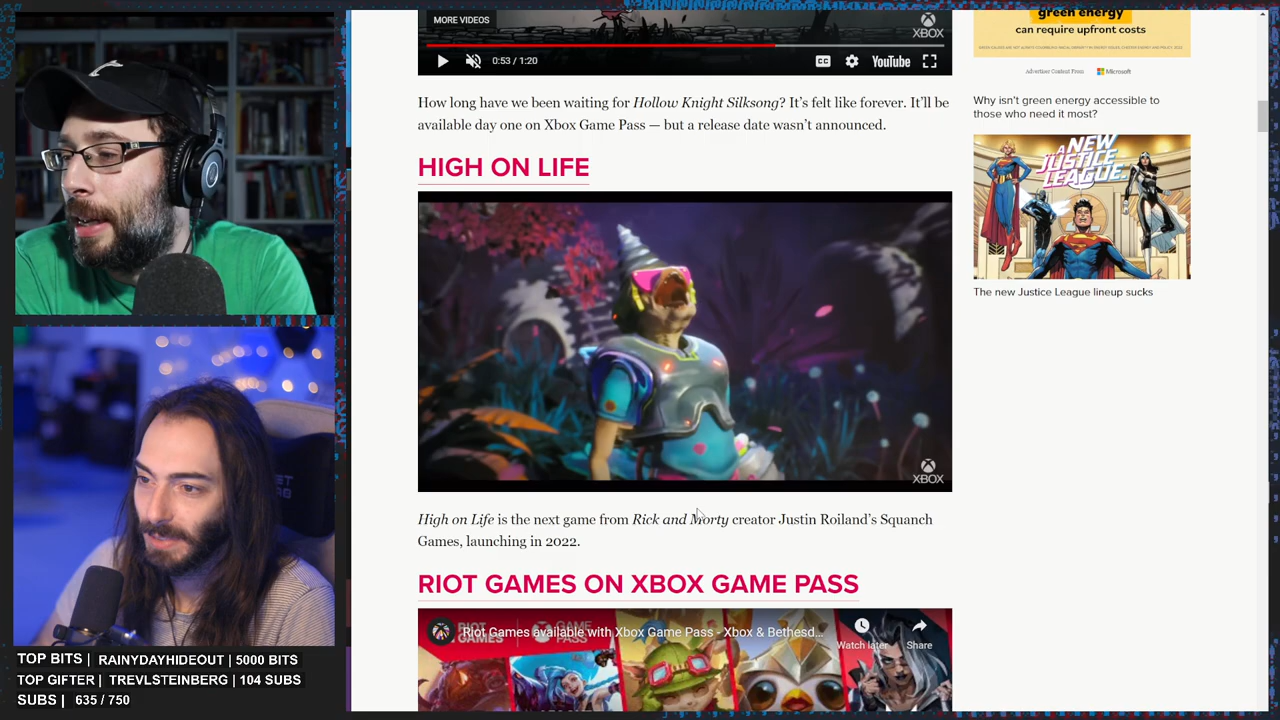 MORE VIDEOS
XBOX
0:53 / 1:20
CC
YouTube
How long have we been waiting for Hollow Knight Silksong? It's felt like forever. It'll be
available day one on Xbox Game Pass — but a release date wasn't announced.
HIGH ON LIFE
XBOX
High on Life is the next game from Rick and Morty creator Justin Roiland's Squanch
Games, launching in 2022.
RIOT GAMES ON XBOX GAME PASS
RIOT GAMES
GAME PASS
Riot Games available with Xbox Game Pass - Xbox & Bethesd...
Watch later
Share
green energy
can require upfront costs
Advertiser Content From
Microsoft
Why isn't green energy accessible to
those who need it most?
A NEW
JUSTICE
LEAGUE.
The new Justice League lineup sucks
TOP BITS | RAINYDAYHIDEOUT | 5000 BITS
TOP GIFTER | TREVLSTEINBERG | 104 SUBS
SUBS | 635 / 750